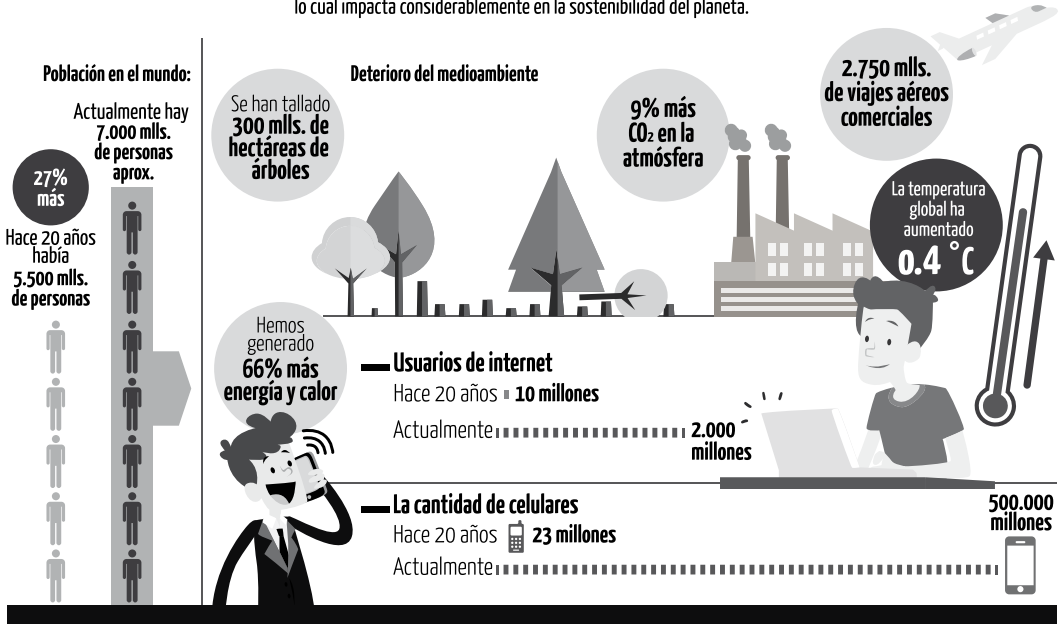 lo cual impacta considerablemente en la sostenibilidad del planeta.
Población en el mundo:
Actualmente hay
7.000 mlls.
de personas
aprox.
27%
más
Hace 20 años
había
5.500 mlls.
de personas
Deterioro del medioambiente
Se han tallado
300 mlls. de
hectáreas de
árboles
9% más
CO₂ en la
atmósfera
2.750 mlls.
de viajes aéreos
comerciales
La temperatura
global ha
aumentado
0.4 °C
Hemos
generado
66% más
energía y calor
Usuarios de internet
Hace 20 años 10 millones
Actualmente 2.000
millones
La cantidad de celulares
Hace 20 años 23 millones
Actualmente
500.000
millones